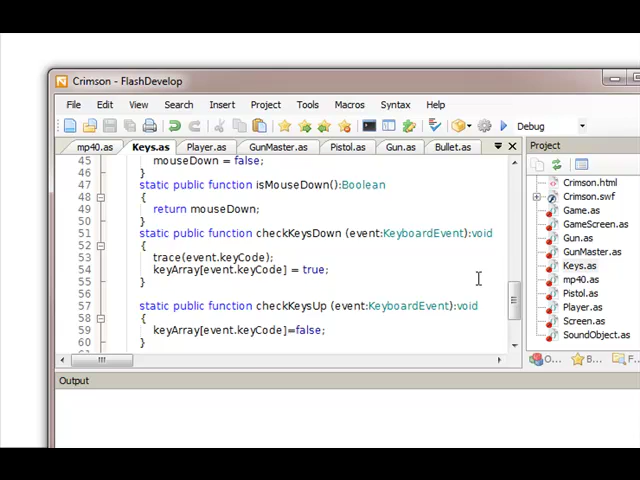 Crimson - FlashDevelop
File Edit View Search Insert Project Tools Macros Syntax Help
Debug
mp40.as Keys.as Player.as GunMaster.as Pistol.as Gun.as Bullet.as
45 mouseDown = false;
46 }
47 static public function isMouseDown():Boolean
48 {
49 return mouseDown;
50 }
51 static public function checkKeysDown (event:KeyboardEvent):void
52 {
53 trace(event.keyCode);
54 keyArray[event.keyCode] = true;
55 }
56
57 static public function checkKeysUp (event:KeyboardEvent):void
58 {
59 keyArray[event.keyCode]=false;
60 }
61
Project
Crimson.html
Crimson.swf
Game.as
GameScreen.as
Gun.as
GunMaster.as
Keys.as
mp40.as
Pistol.as
Player.as
Screen.as
SoundObject.as
O... B... F...
Output